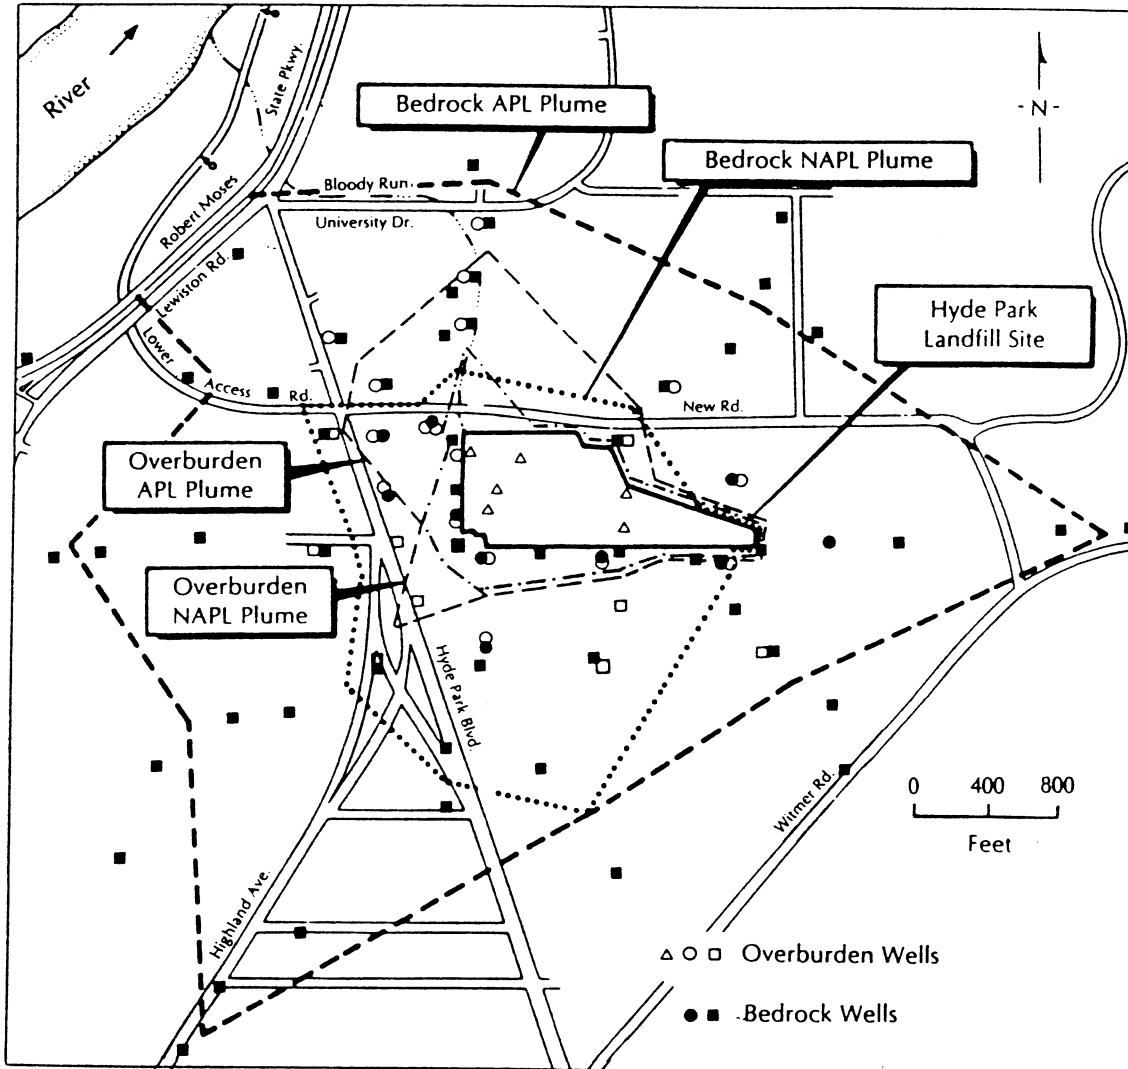 River
State Pkwy.
Robert Moses
Bedrock APL Plume
- N -
Bedrock NAPL Plume
Bloody Run
University Dr.
Lewiston Rd.
Hyde Park
Landfill Site
Lower
Access
Rd.
New Rd.
Overburden
APL Plume
Overburden
NAPL Plume
Hyde Park Blvd.
Witmer Rd.
0 400 800
Feet
Highland Ave.
Overburden Wells
Bedrock Wells